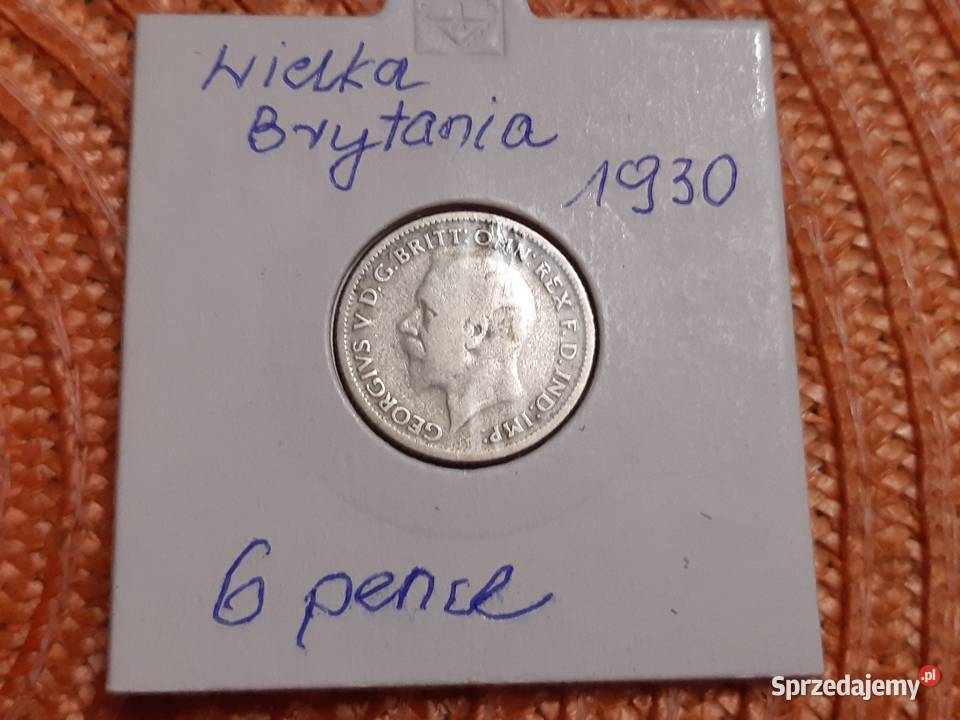 Wielka
Brytania
1930
GEORGIVS V D.G.BRITT:OMN:REX F.D.IND:IMP:
6 pence
Sprzedajemy.pl